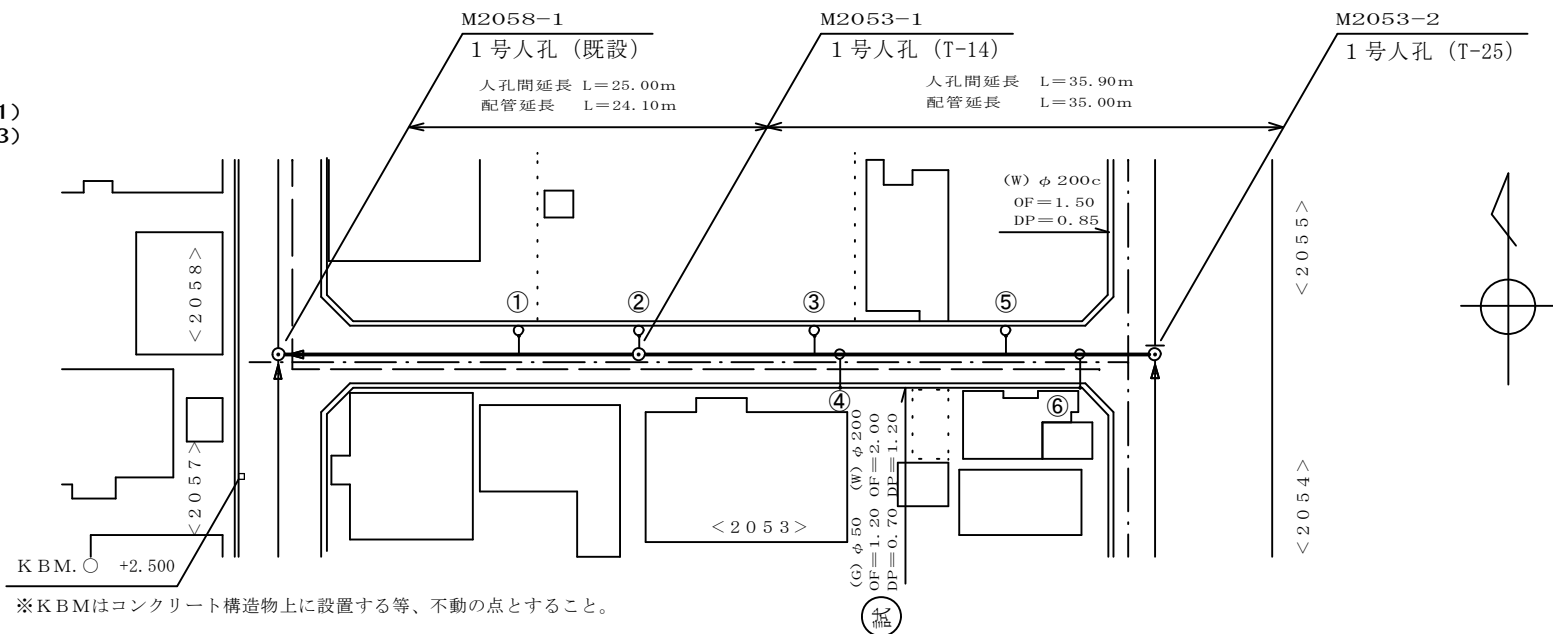 M2058-1
1号人孔（既設）
人孔間延長 L=25.00m
配管延長 L=24.10m
M2053-1
1号人孔（T-14）
人孔間延長 L=35.90m
配管延長 L=35.00m
M2053-2
1号人孔（T-25）
1)
3)
(W) φ200c
OF=1.50
DP=0.85
<2058>
<2055>
①
②
③
⑤
④
⑥
<2057>
<2053>
<2054>
(G) φ50 (W) φ200
OF=1.20 OF=2.00
DP=0.70 DP=1.20
KBM.○ +2.500
※KBMはコンクリート構造物上に設置する等、不動の点とすること。